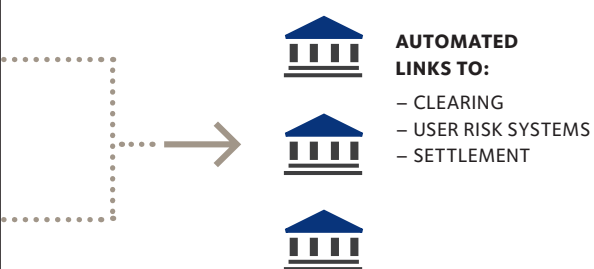 AUTOMATED
LINKS TO:
– CLEARING
– USER RISK SYSTEMS
– SETTLEMENT